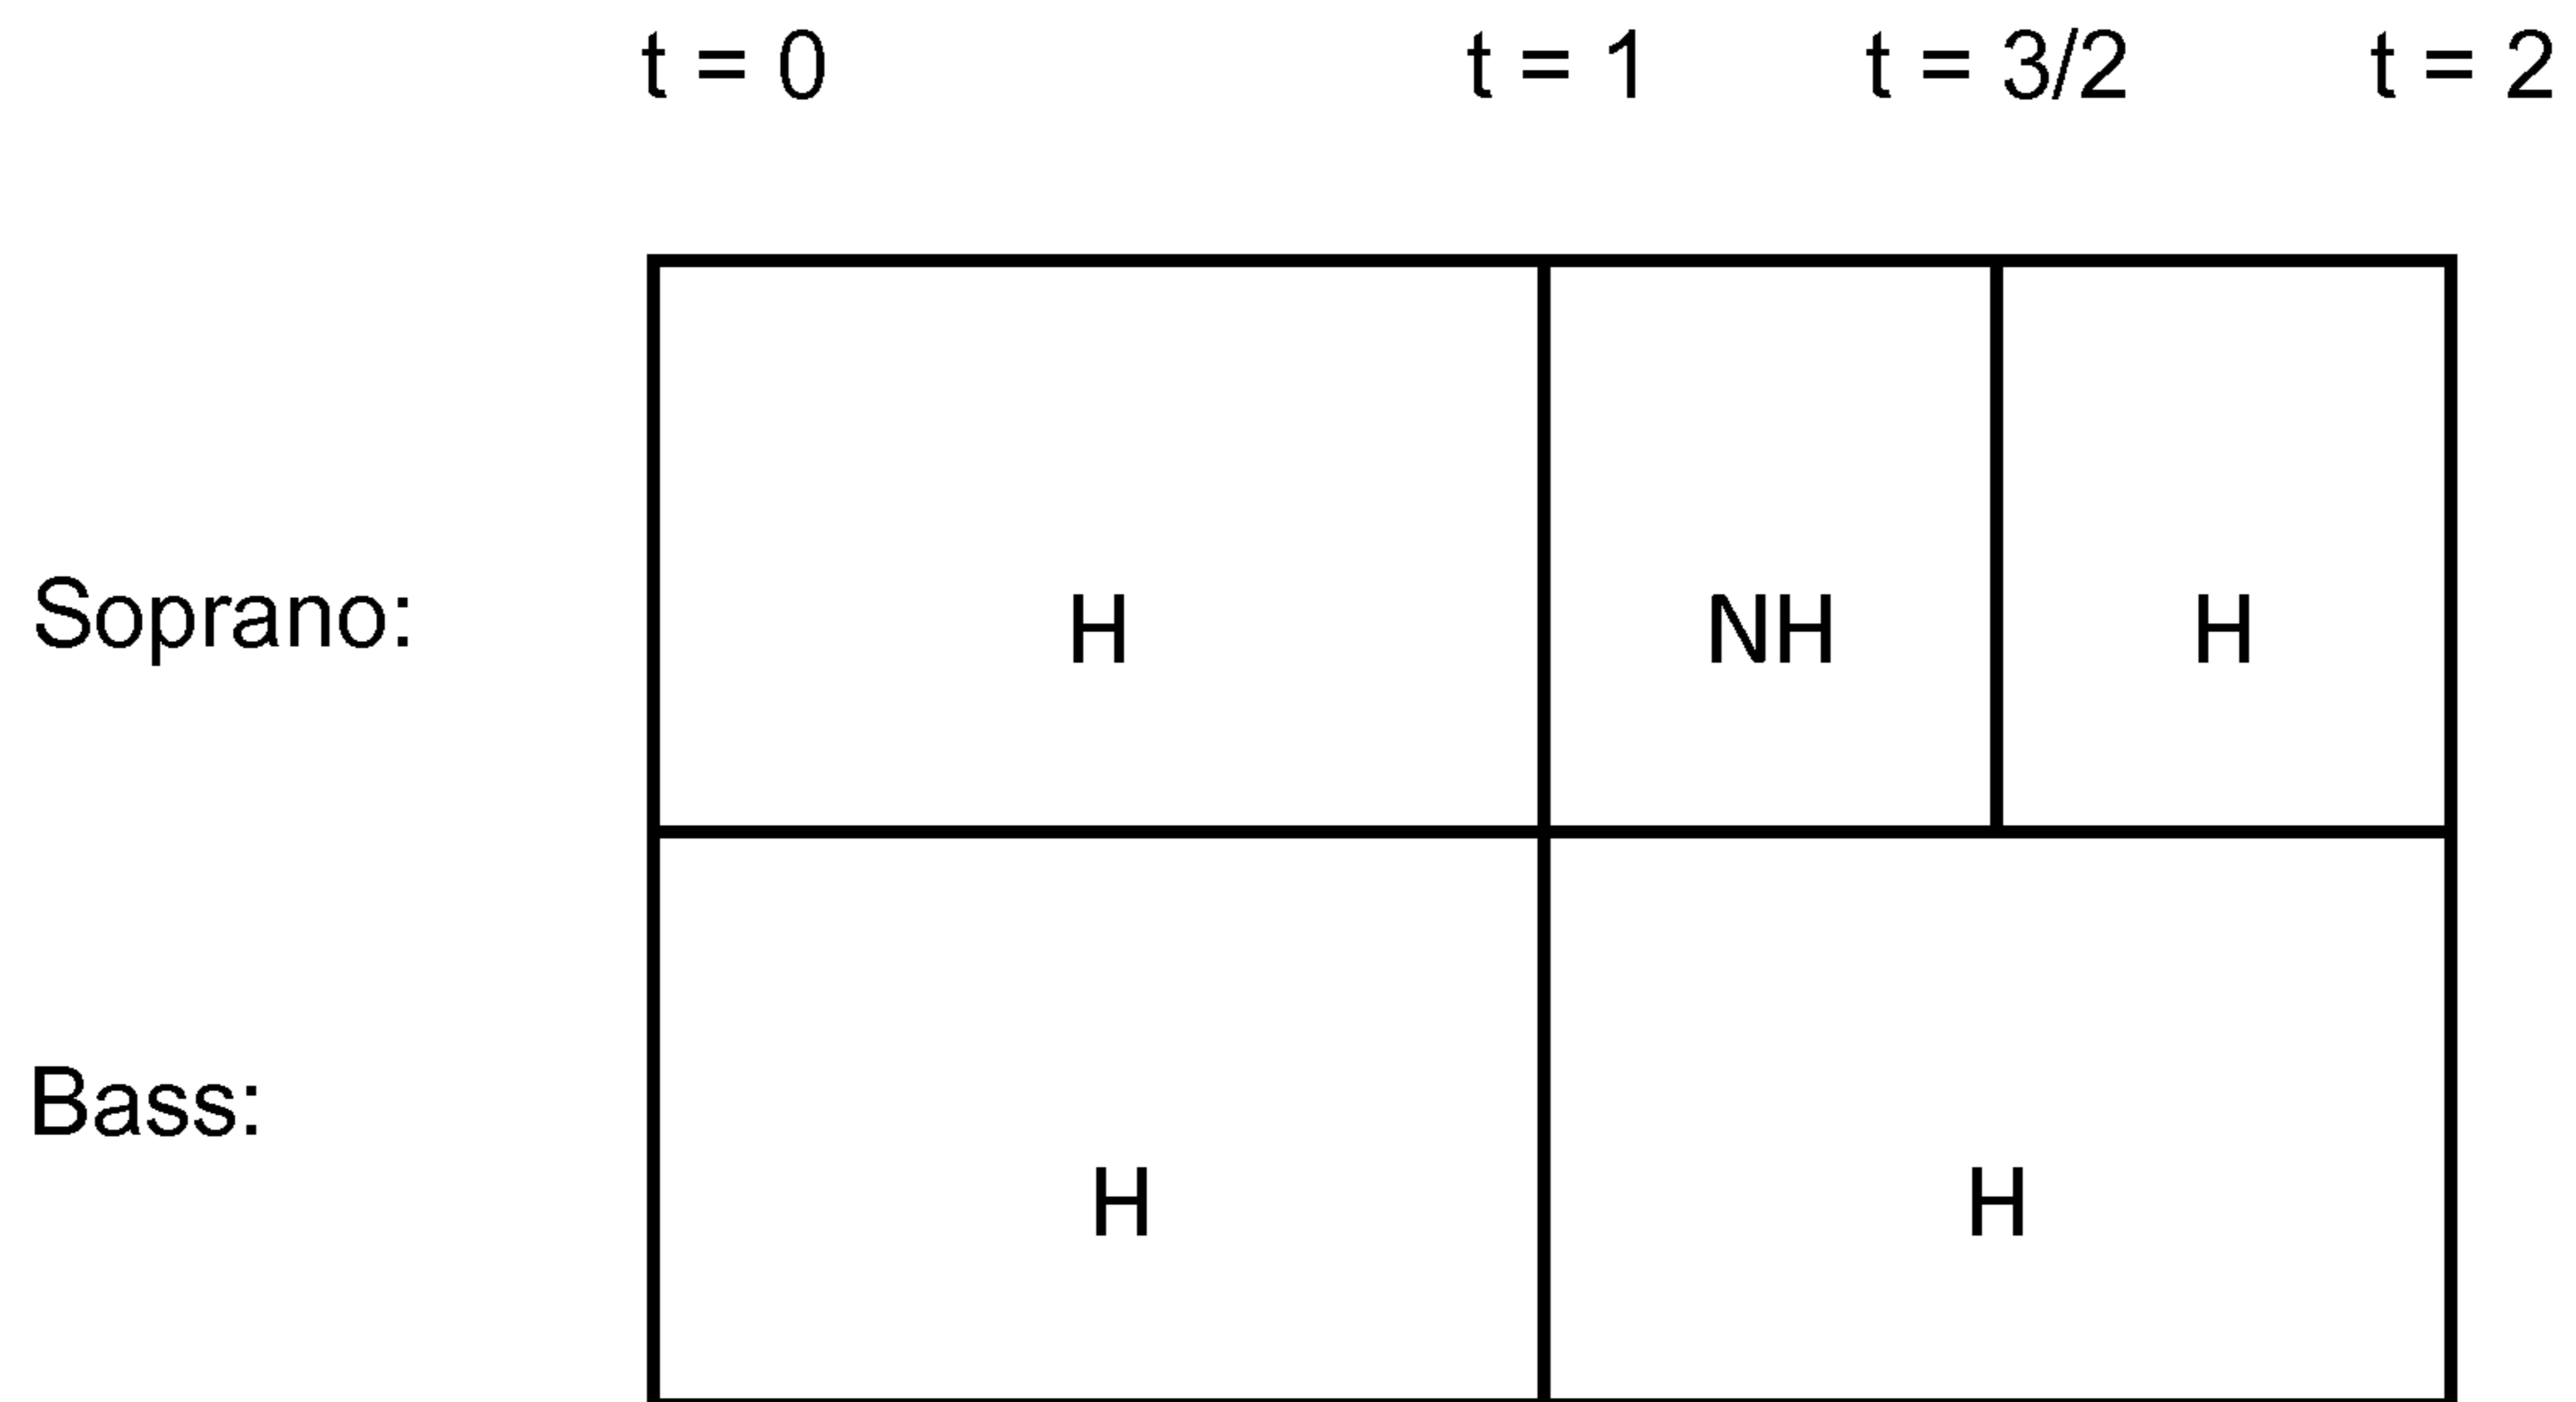 t = 0 t = 1 t = 3/2 t = 2
Soprano: H NH H
Bass: H H